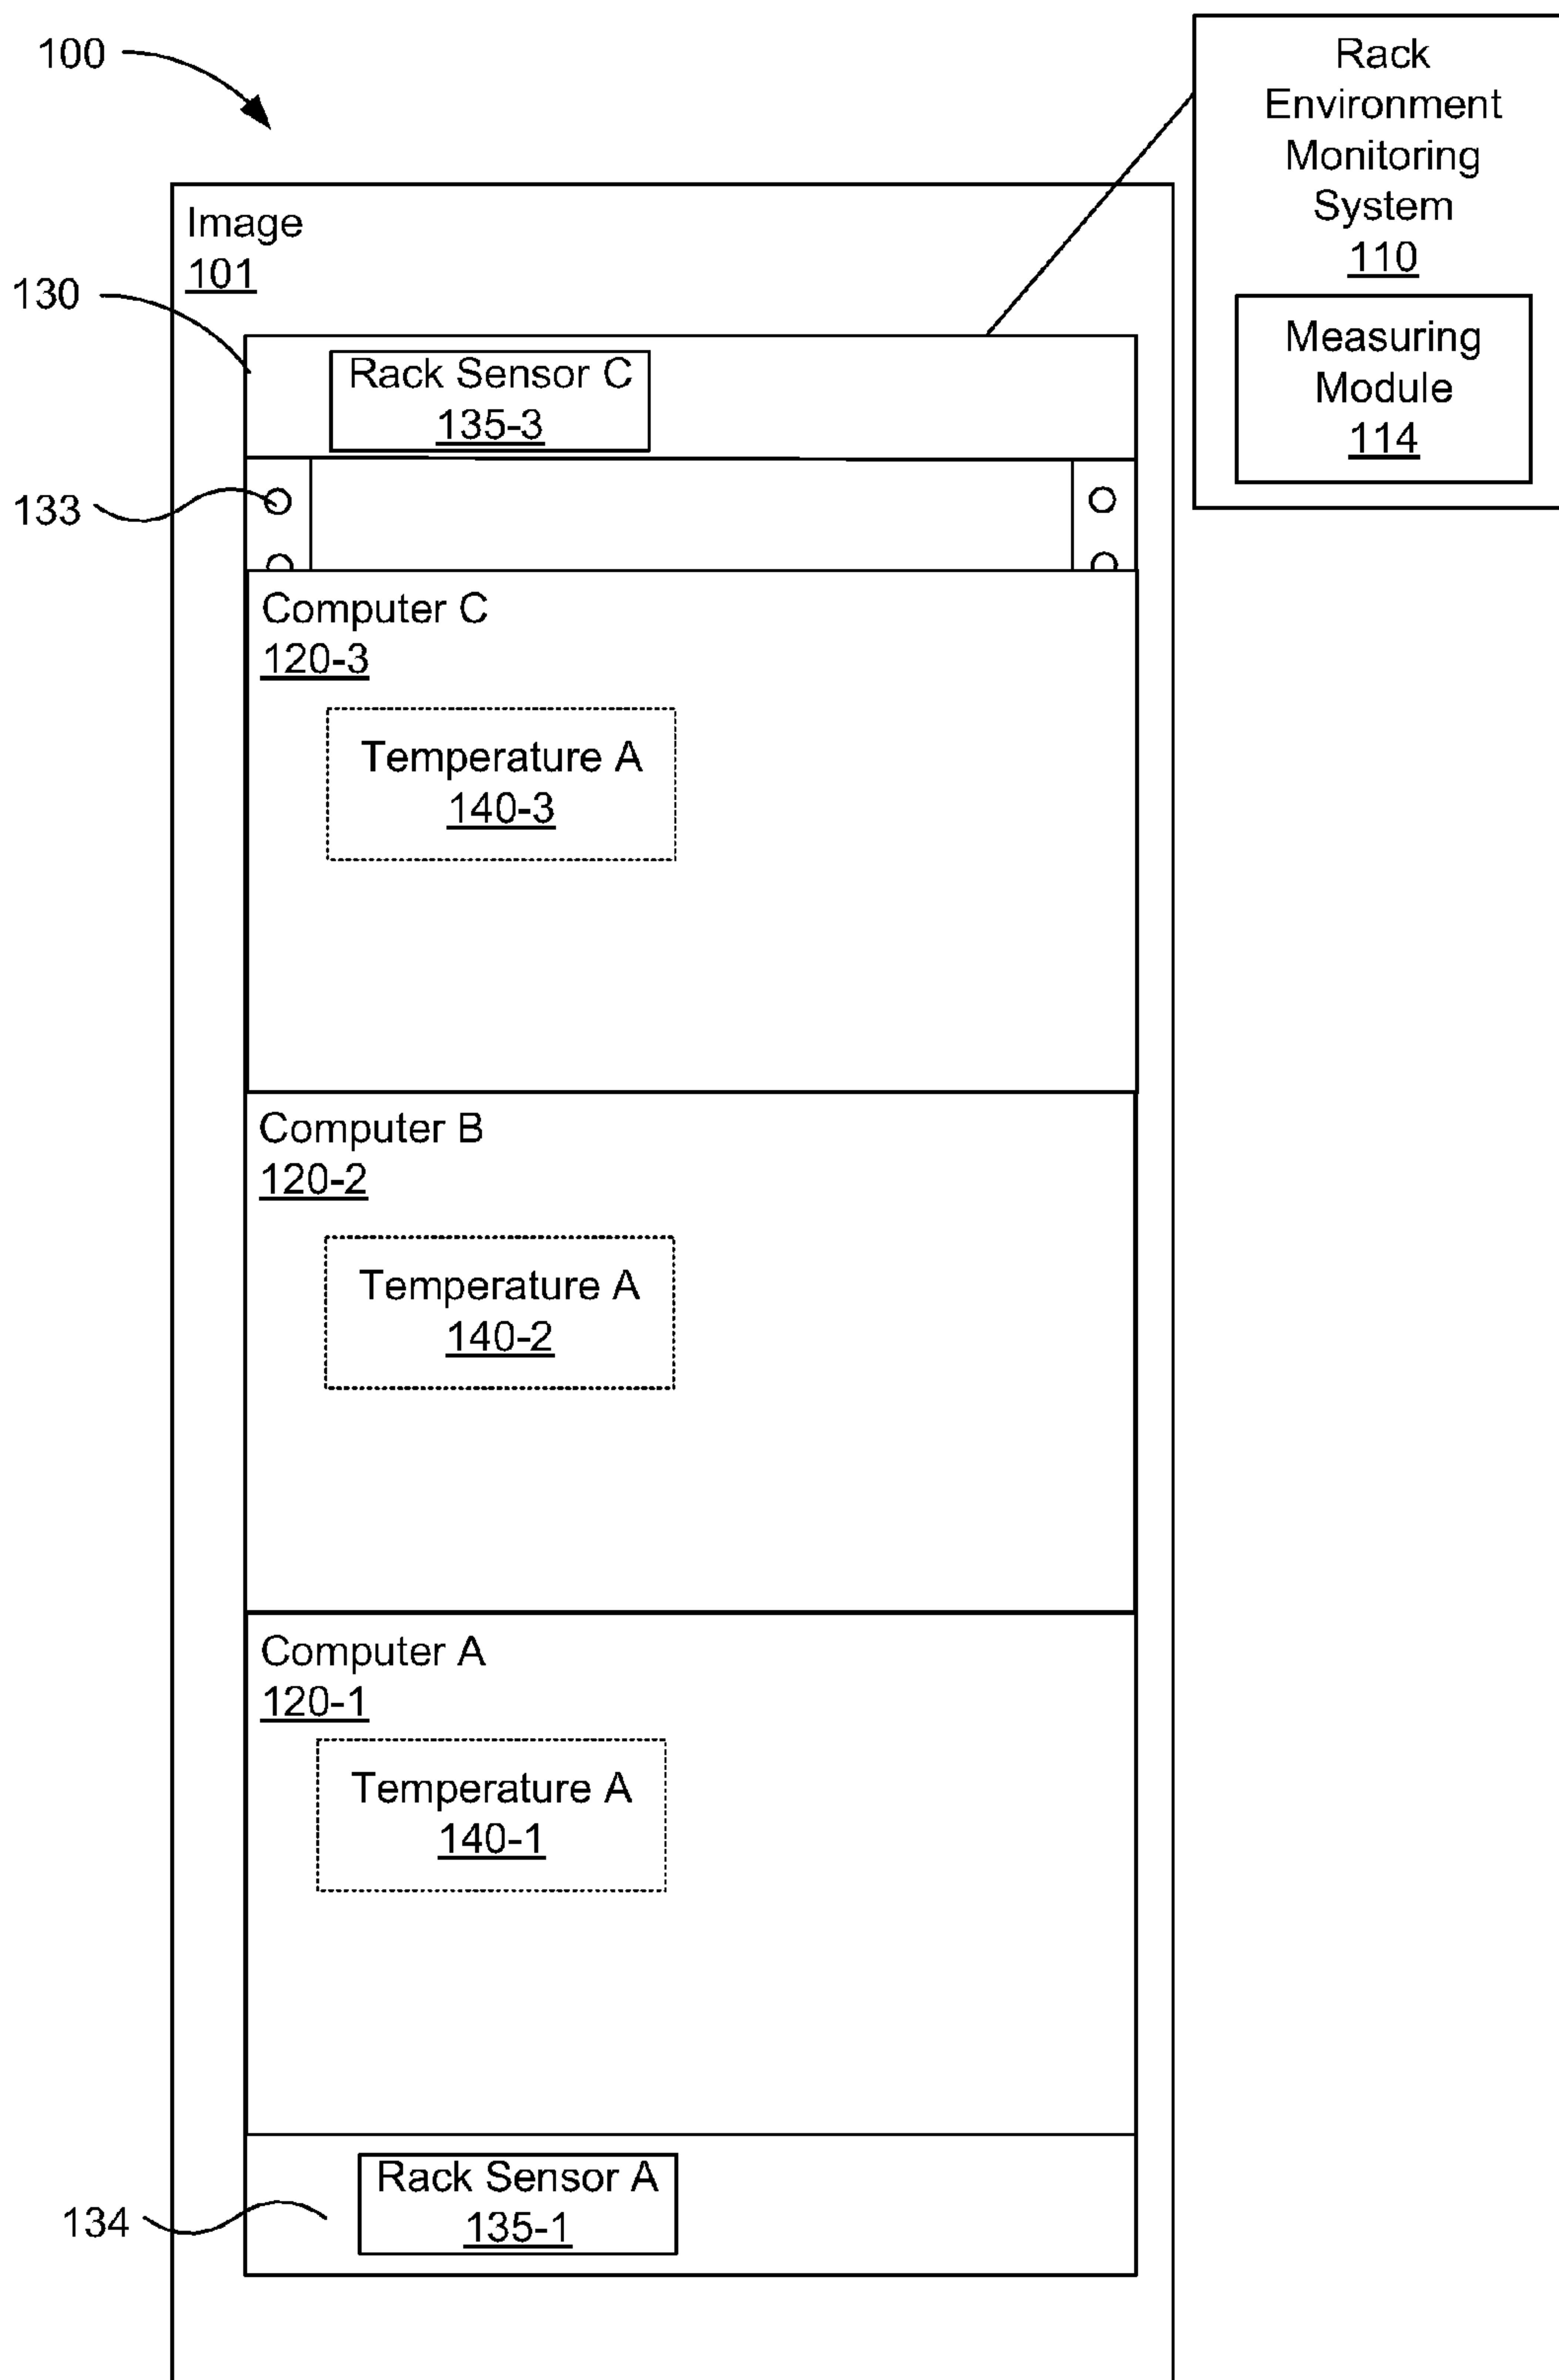 100
Rack
Environment
Monitoring
System
110
Measuring
Module
114
Image
101
130
Rack Sensor C
135-3
133
Computer C
120-3
Temperature A
140-3
Computer B
120-2
Temperature A
140-2
Computer A
120-1
Temperature A
140-1
Rack Sensor A
135-1
134